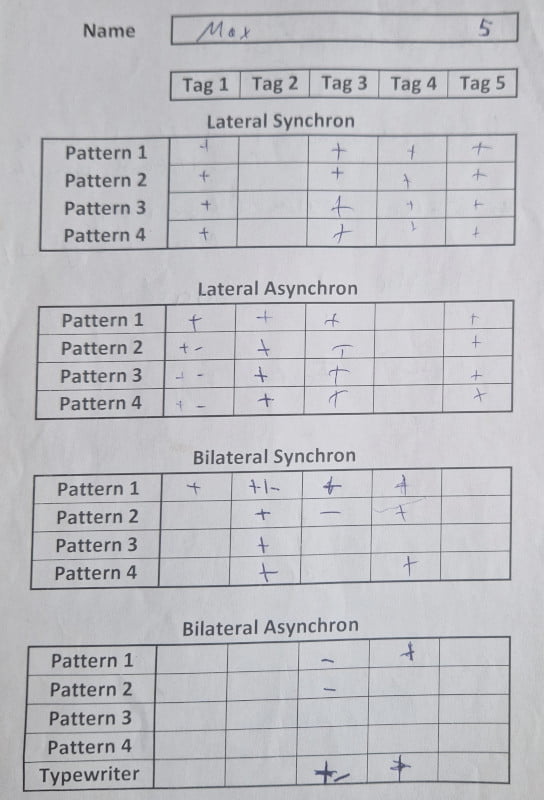 Name Max 5
Tag 1 Tag 2 Tag 3 Tag 4 Tag 5
Lateral Synchron
Pattern 1 + + + +
Pattern 2 + + + +
Pattern 3 + + + +
Pattern 4 + + +
Lateral Asynchron
Pattern 1 + + + +
Pattern 2 + - + +
Pattern 3 + - + + +
Pattern 4 + - + + +
Bilateral Synchron
Pattern 1 + +/- + +
Pattern 2 + - +
Pattern 3 +
Pattern 4 + +
Bilateral Asynchron
Pattern 1 - +
Pattern 2 -
Pattern 3
Pattern 4
Typewriter +- +